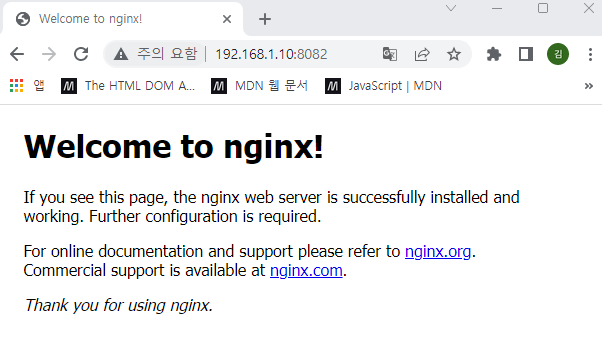 Welcome to nginx!
주의 요함 | 192.168.1.10:8082
김
앱 The HTML DOM A... MDN 웹 문서 JavaScript | MDN »
Welcome to nginx!
If you see this page, the nginx web server is successfully installed and
working. Further configuration is required.
For online documentation and support please refer to nginx.org.
Commercial support is available at nginx.com.
Thank you for using nginx.